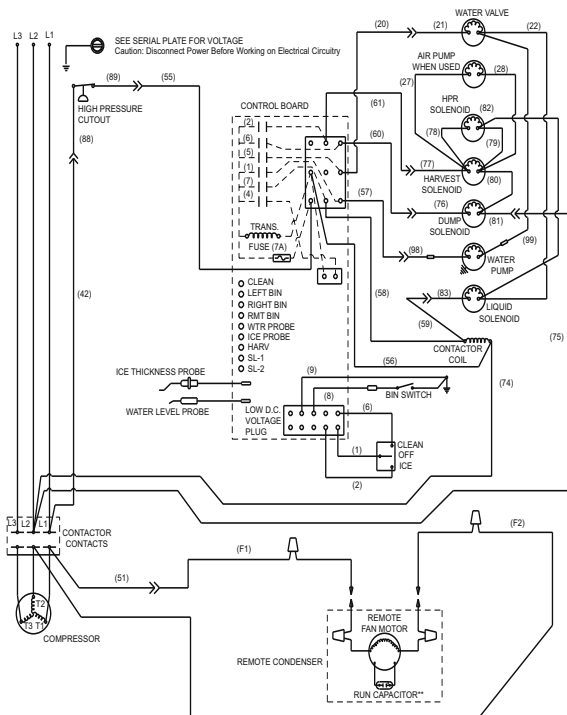 L3 L2 L1
SEE SERIAL PLATE FOR VOLTAGE
Caution: Disconnect Power Before Working on Electrical Circuitry
WATER VALVE
(20)
(21)
(22)
(89)
(55)
HIGH PRESSURE
CUTOUT
(88)
AIR PUMP
WHEN USED
(27)
(28)
HPR
SOLENOID
(82)
(78)
(79)
CONTROL BOARD
(61)
(2)
(6)
(5)
(1)
(7)
(4)
(60)
(77)
HARVEST
SOLENOID
(80)
(57)
(76)
DUMP
SOLENOID
(81)
TRANS.
FUSE (7A)
(98)
(99)
WATER
PUMP
(42)
CLEAN
LEFT BIN
RIGHT BIN
RMT BIN
WTR PROBE
ICE PROBE
HARV
SL-1
SL-2
(58)
(83)
LIQUID
SOLENOID
(59)
(75)
CONTACTOR
COIL
(56)
(74)
ICE THICKNESS PROBE
(9)
WATER LEVEL PROBE
(8)
BIN SWITCH
LOW D.C.
VOLTAGE
PLUG
(6)
(1)
(2)
CLEAN
OFF
ICE
L3 L2 L1
CONTACTOR
CONTACTS
(F1)
(F2)
(51)
T2
T3 T1
COMPRESSOR
REMOTE
FAN MOTOR
REMOTE CONDENSER
RUN CAPACITOR**